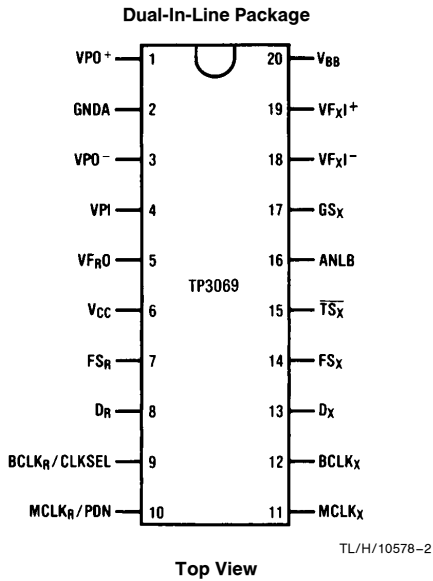 Dual-In-Line Package
VPO+ 1 20 VBB
GNDA 2 19 VFXI+
VPO− 3 18 VFXI−
VPI 4 17 GSX
VFRO 5 16 ANLB
TP3069
VCC 6 15 TSX
FSR 7 14 FSX
DR 8 13 DX
BCLKR/CLKSEL 9 12 BCLKX
MCLKR/PDN 10 11 MCLKX
TL/H/10578–2
Top View